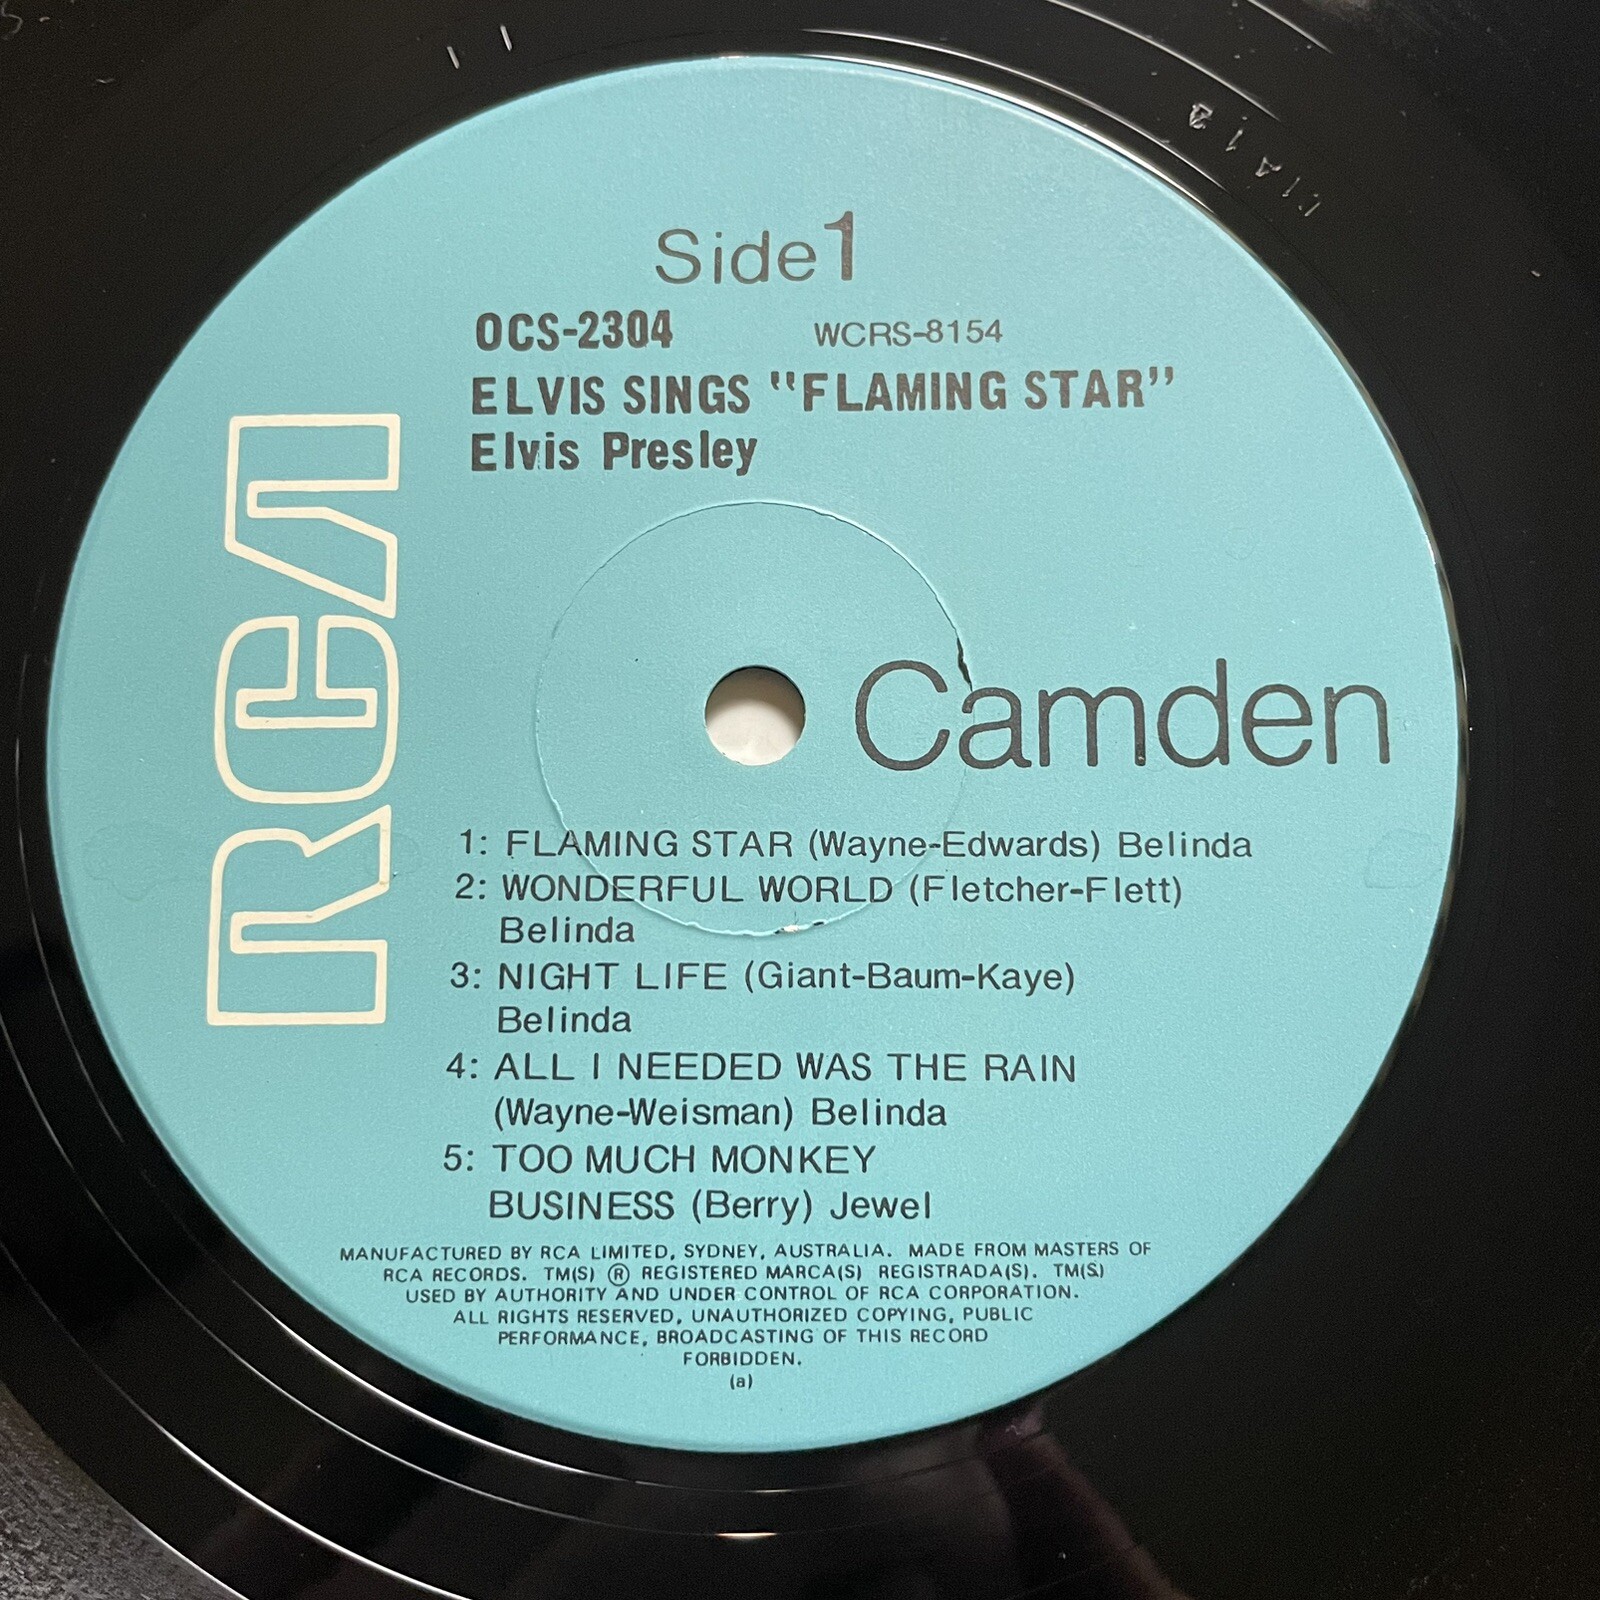 Side 1
OCS-2304 WCRS-8154
ELVIS SINGS "FLAMING STAR"
Elvis Presley
RCA
Camden
1: FLAMING STAR (Wayne-Edwards) Belinda
2: WONDERFUL WORLD (Fletcher-Flett)
Belinda
3: NIGHT LIFE (Giant-Baum-Kaye)
Belinda
4: ALL I NEEDED WAS THE RAIN
(Wayne-Weisman) Belinda
5: TOO MUCH MONKEY
BUSINESS (Berry) Jewel
MANUFACTURED BY RCA LIMITED, SYDNEY, AUSTRALIA. MADE FROM MASTERS OF
RCA RECORDS. TM(S) ® REGISTERED MARCA(S) REGISTRADA(S). TM(S)
USED BY AUTHORITY AND UNDER CONTROL OF RCA CORPORATION.
ALL RIGHTS RESERVED, UNAUTHORIZED COPYING, PUBLIC
PERFORMANCE, BROADCASTING OF THIS RECORD
FORBIDDEN.
(a)